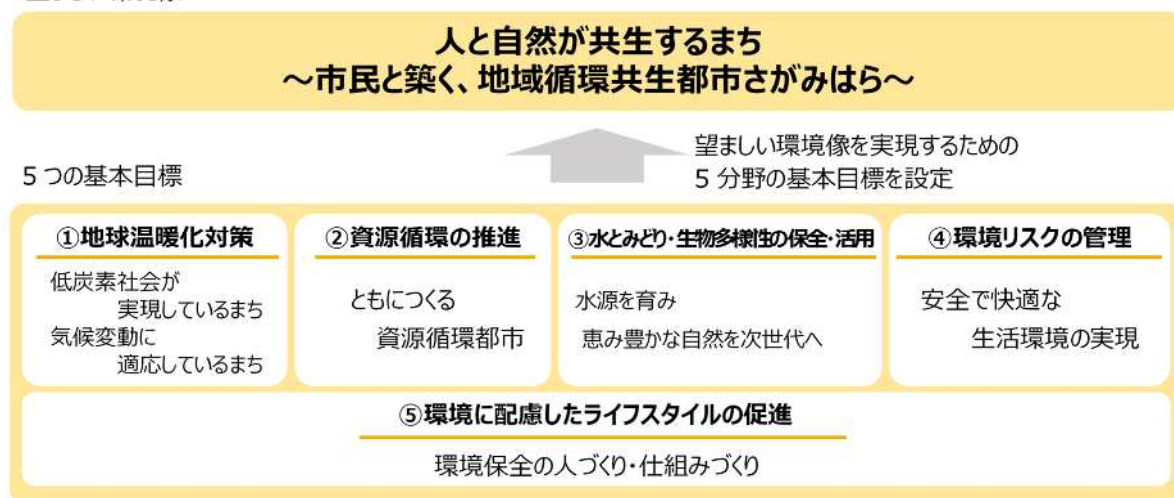 人と自然が共生するまち
～市民と築く、地域循環共生都市さがみはら～
望ましい環境像を実現するための
5つの基本目標
5分野の基本目標を設定
①地球温暖化対策
低炭素社会が
実現しているまち
気候変動に
適応しているまち
②資源循環の推進
ともにつくる
資源循環都市
③水とみどり・生物多様性の保全・活用
水源を育み
恵み豊かな自然を次世代へ
④環境リスクの管理
安全で快適な
生活環境の実現
⑤環境に配慮したライフスタイルの促進
環境保全の人づくり・仕組みづくり